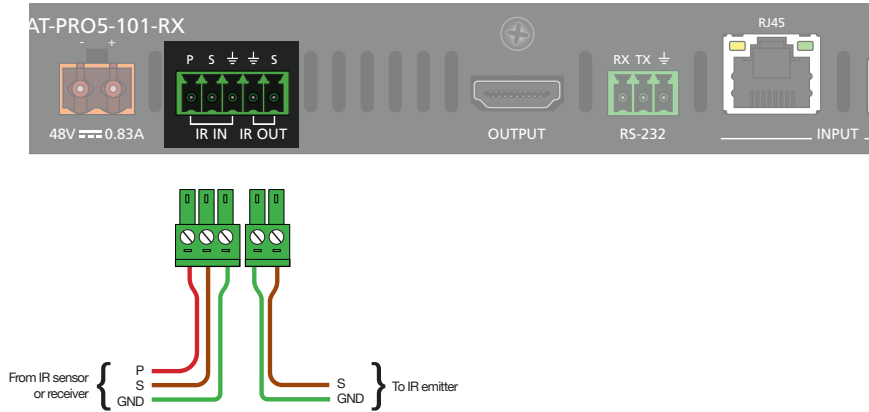 AT-PRO5-101-RX
- +
48V 0.83A
P S S
IR IN IR OUT
OUTPUT
RX TX
RS-232
RJ45
INPUT
From IR sensor
or receiver
P
S
GND
S
GND
To IR emitter